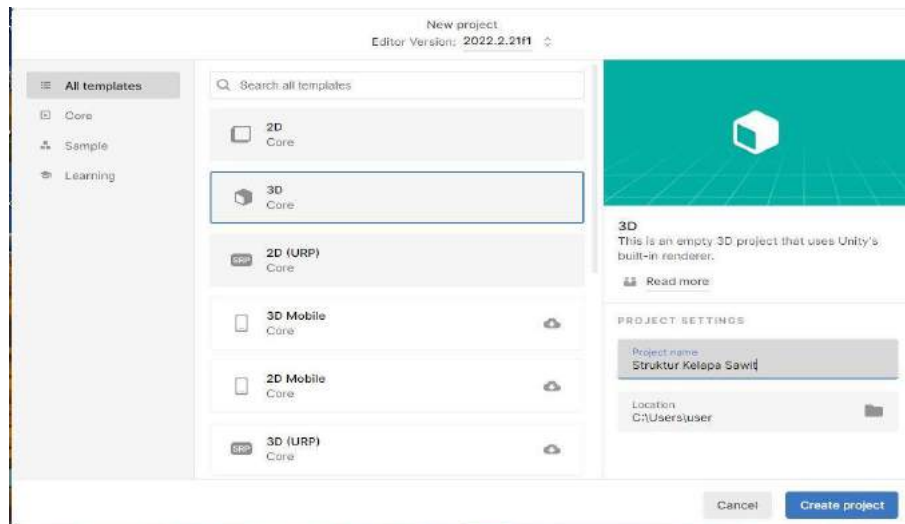 New project
Editor Version: 2022.2.21f1
All templates
Core
Sample
Learning
Search all templates
2D
Core
3D
Core
SRP
2D (URP)
Core
3D Mobile
Core
2D Mobile
Core
SRP
3D (URP)
Core
3D
This is an empty 3D project that uses Unity's
built-in renderer.
Read more
PROJECT SETTINGS
Project name
Struktur Kelapa Sawit
Location
C:\Users\user
Cancel
Create project